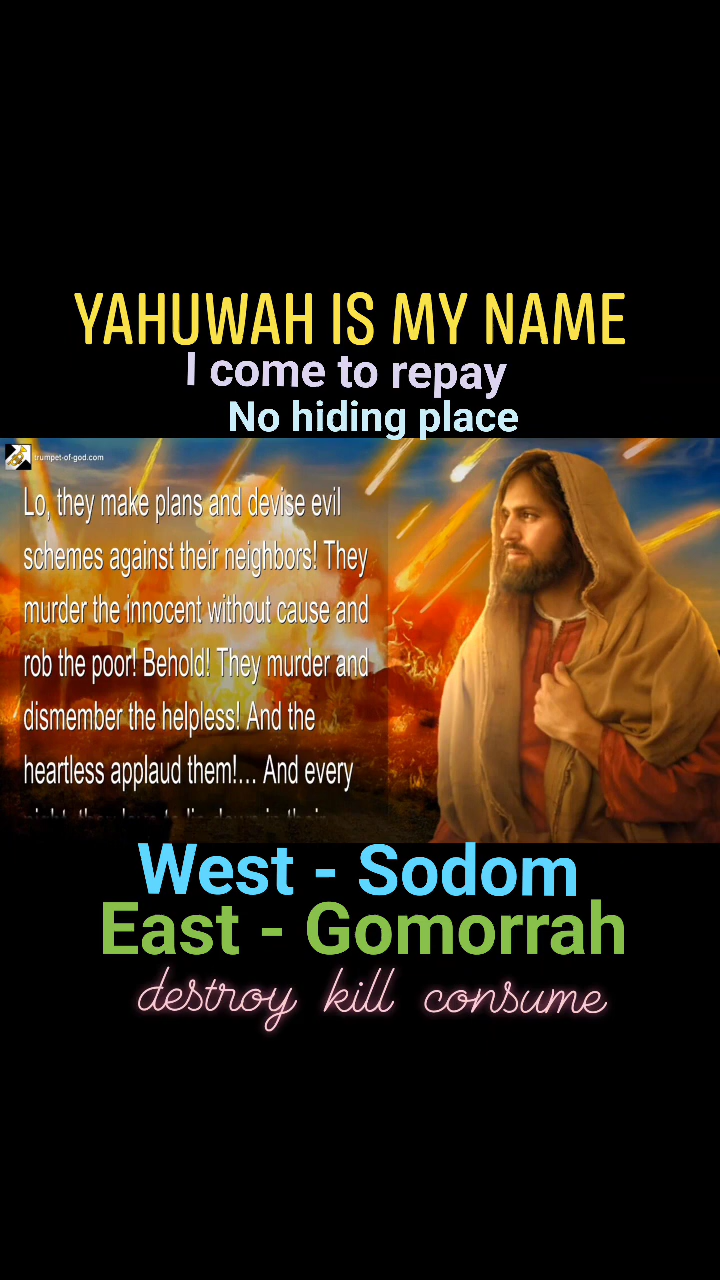 YAHUWAH IS MY NAME
I come to repay
No hiding place
trumpet-of-god.com
Lo, they make plans and devise evil
schemes against their neighbors! They
murder the innocent without cause and
rob the poor! Behold! They murder and
dismember the helpless! And the
heartless applaud them!... And every
West - Sodom
East - Gomorrah
destroy kill consume